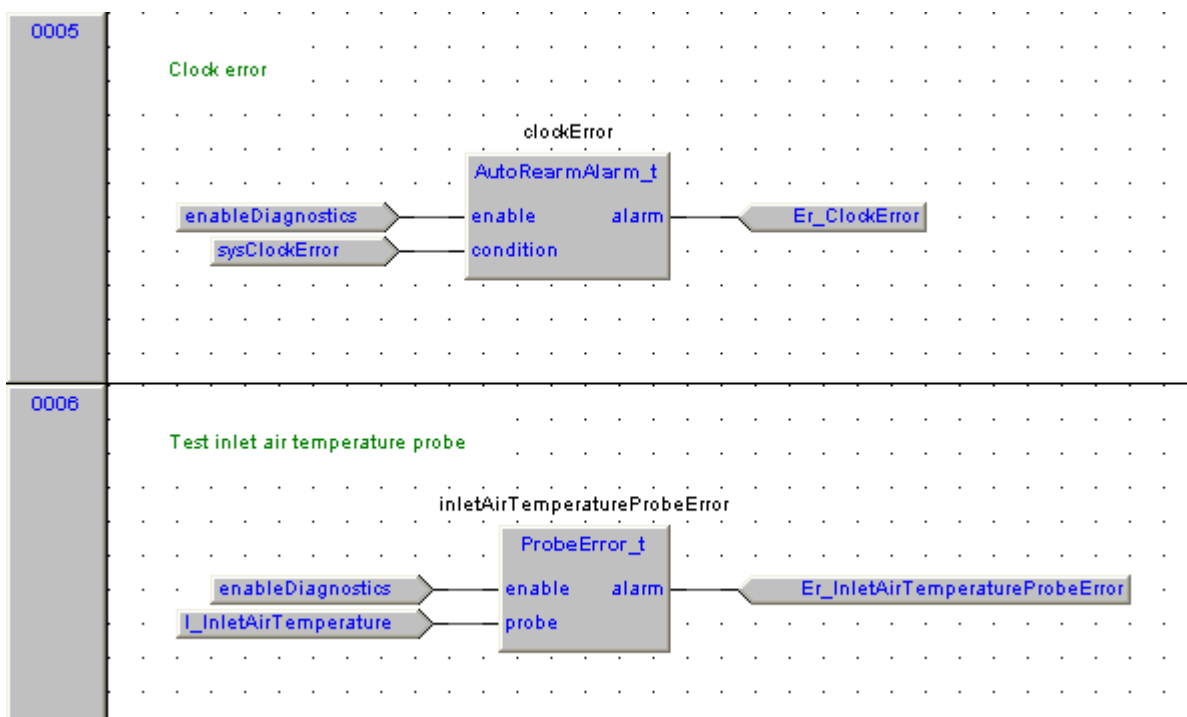 0005
Clock error
clockError
AutoRearmAlarm_t
enableDiagnostics enable alarm Er_ClockError
sysClockError condition
0006
Test inlet air temperature probe
inletAirTemperatureProbeError
ProbeError_t
enableDiagnostics enable alarm Er_InletAirTemperatureProbeError
I_InletAirTemperature probe